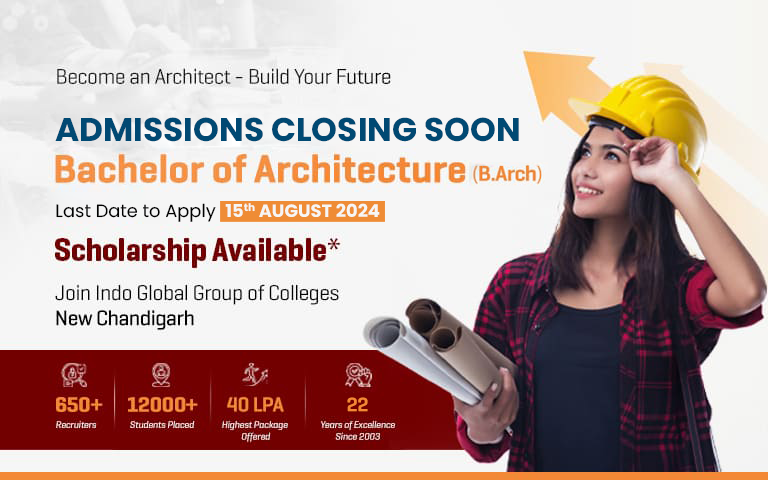 Become an Architect - Build Your Future
ADMISSIONS CLOSING SOON
Bachelor of Architecture (B.Arch)
Last Date to Apply 15th AUGUST 2024
Scholarship Available*
Join Indo Global Group of Colleges
New Chandigarh
650+
Recruiters
12000+
Students Placed
40 LPA
Highest Package
Offered
22
Years of Excellence
Since 2003